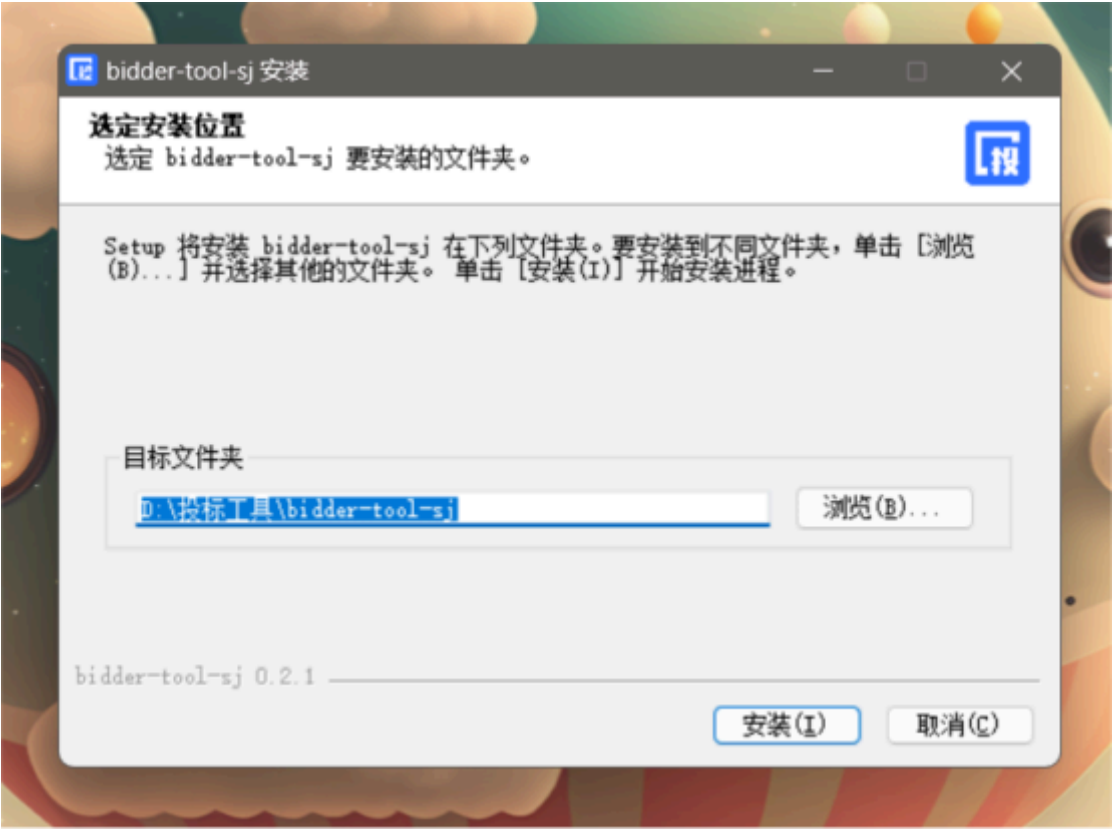 bidder-tool-sj 安装
选定安装位置
选定 bidder-tool-sj 要安装的文件夹。
投
Setup 将安装 bidder-tool-sj 在下列文件夹。要安装到不同文件夹，单击 [浏览
(B)...] 并选择其他的文件夹。 单击 [安装(I)] 开始安装进程。
目标文件夹
D:\投标工具\bidder-tool-sj
浏览(B)...
bidder-tool-sj 0.2.1
安装(I)
取消(C)